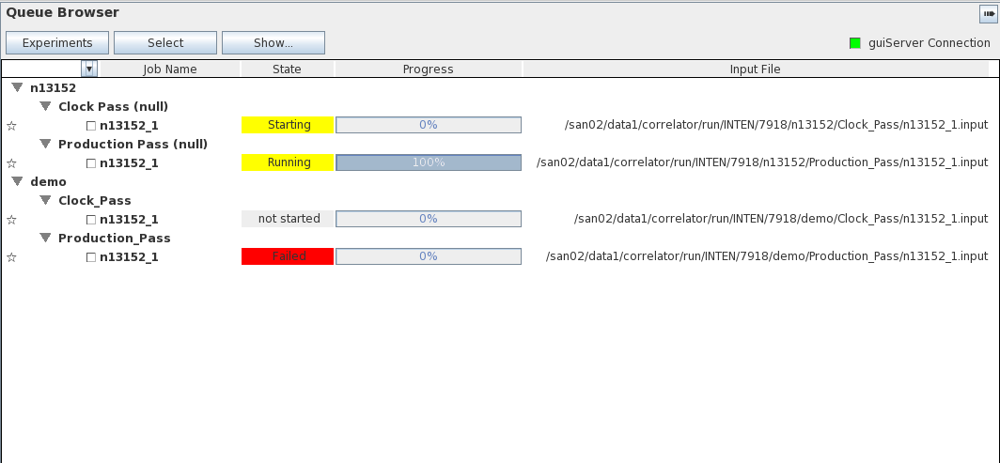 Queue Browser
Experiments Select Show... guiServer Connection
Job Name State Progress Input File
n13152
Clock Pass (null)
n13152_1 Starting 0% /san02/data1/correlator/run/INTEN/7918/n13152/Clock_Pass/n13152_1.input
Production Pass (null)
n13152_1 Running 100% /san02/data1/correlator/run/INTEN/7918/n13152/Production_Pass/n13152_1.input
demo
Clock_Pass
n13152_1 not started 0% /san02/data1/correlator/run/INTEN/7918/demo/Clock_Pass/n13152_1.input
Production_Pass
n13152_1 Failed 0% /san02/data1/correlator/run/INTEN/7918/demo/Production_Pass/n13152_1.input